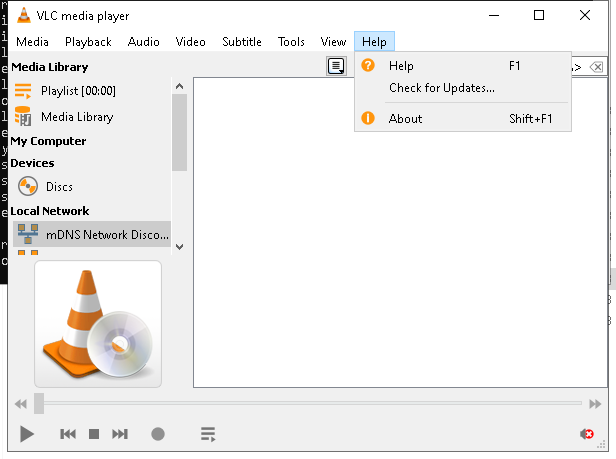 VLC media player
Media Playback Audio Video Subtitle Tools View Help
Media Library
Playlist [00:00]
Media Library
My Computer
Devices
Discs
Local Network
mDNS Network Disco...
Help F1
Check for Updates...
About Shift+F1